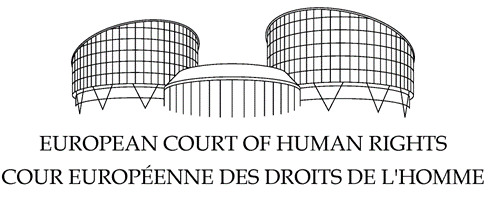 EUROPEAN COURT OF HUMAN RIGHTS
COUR EUROPÉENNE DES DROITS DE L'HOMME